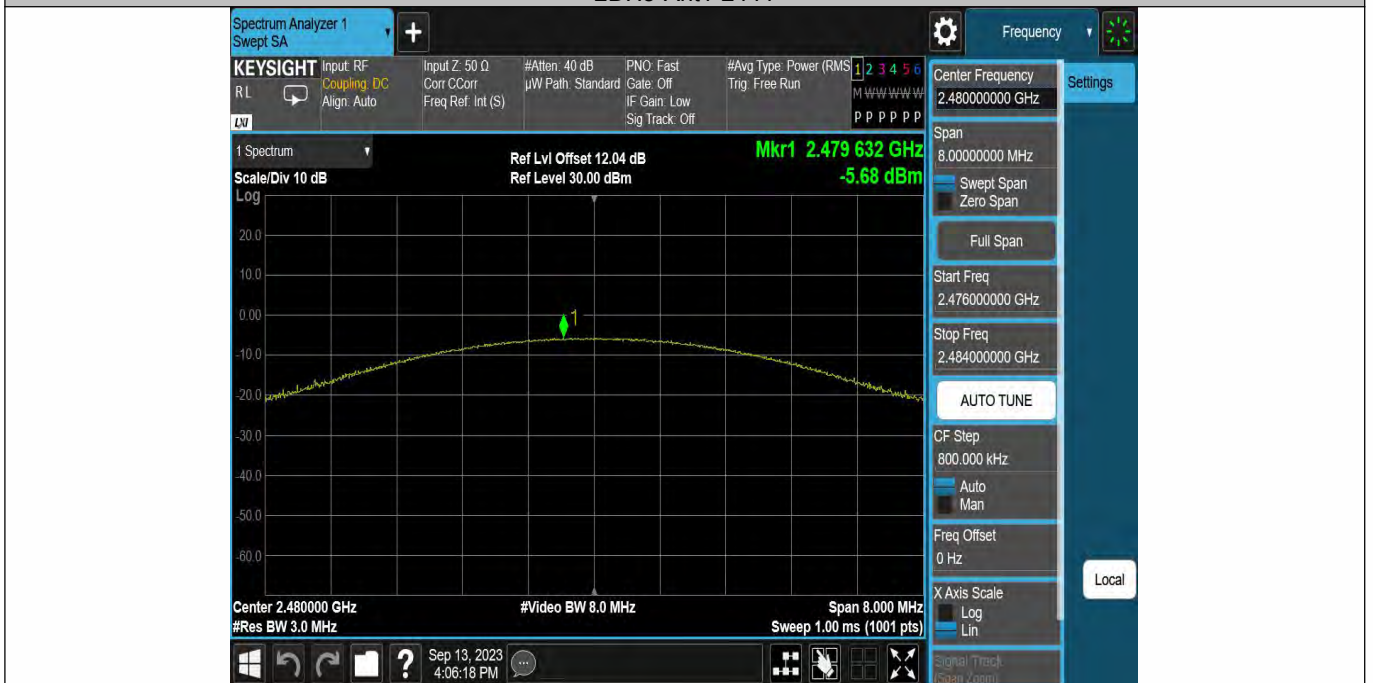 Spectrum Analyzer 1
Swept SA
+
Frequency
KEYSIGHT
RL
LXI
Input: RF
Coupling: DC
Align: Auto
Input Z: 50 Ω
Corr CCorr
Freq Ref: Int (S)
#Atten: 40 dB
µW Path: Standard
PNO: Fast
Gate: Off
IF Gain: Low
Sig Track: Off
#Avg Type: Power (RMS
Trig: Free Run
1 2 3 4 5 6
M W W W W W
P P P P P P
Center Frequency
2.480000000 GHz
Settings
Span
8.00000000 MHz
Swept Span
Zero Span
Full Span
Start Freq
2.476000000 GHz
Stop Freq
2.484000000 GHz
AUTO TUNE
CF Step
800.000 kHz
Auto
Man
Freq Offset
0 Hz
X Axis Scale
Log
Lin
Signal Track
(Span Zoom)
Local
1 Spectrum
Scale/Div 10 dB
Ref Lvl Offset 12.04 dB
Ref Level 30.00 dBm
Mkr1 2.479 632 GHz
-5.68 dBm
Log
20.0
10.0
0.00
-10.0
-20.0
-30.0
-40.0
-50.0
-60.0
1
Center 2.480000 GHz
#Res BW 3.0 MHz
#Video BW 8.0 MHz
Span 8.000 MHz
Sweep 1.00 ms (1001 pts)
?
Sep 13, 2023
4:06:18 PM